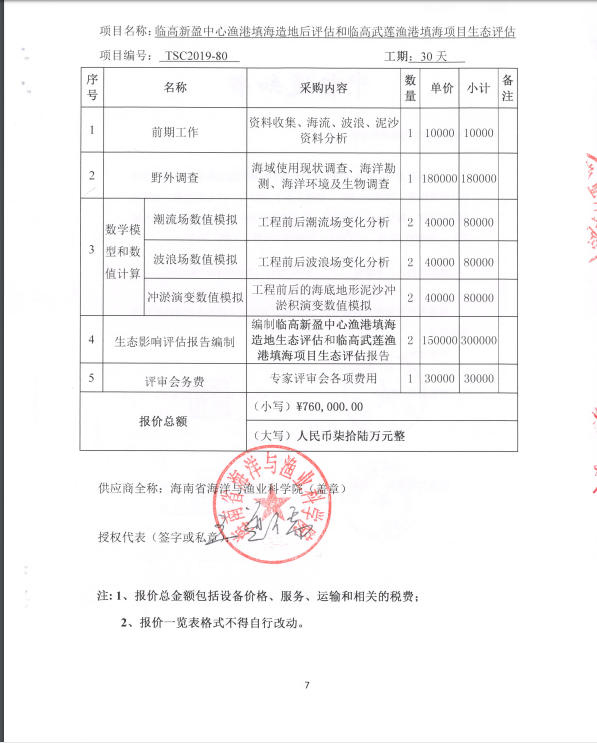 项目名称: 临高新盈中心渔港填海造地后评估和临高武莲渔港填海项目生态评估
项目编号: TSC2019-80 工期: 30 天
序号 名称 采购内容 数量 单价 小计 备注
1 前期工作 资料收集、海流、波浪、泥沙
资料分析 1 10000 10000
2 野外调查 海域使用现状调查、海洋勘
测、海洋环境及生物调查 1 180000 180000
3 数学模
型和数
值计算
潮流场数值模拟 工程前后潮流场变化分析 2 40000 80000
波浪场数值模拟 工程前后波浪场变化分析 2 40000 80000
冲淤演变数值模拟 工程前后的海底地形泥沙冲
淤积演变数值模拟 2 40000 80000
4 生态影响评估报告编制 编制临高新盈中心渔港填海
造地生态评估和临高武莲渔
港填海项目生态评估报告 2 150000 300000
5 评审会务费 专家评审会各项费用 1 30000 30000
报价总额
(小写) ¥760,000.00
(大写) 人民币柒拾陆万元整
供应商全称: 海南省海洋与渔业科学院 (盖章)
海南省海洋与渔业科学院
授权代表 (签字或私章
注: 1、报价总金额包括设备价格、服务、运输和相关的税费;
2、报价一览表格式不得自行改动。
7